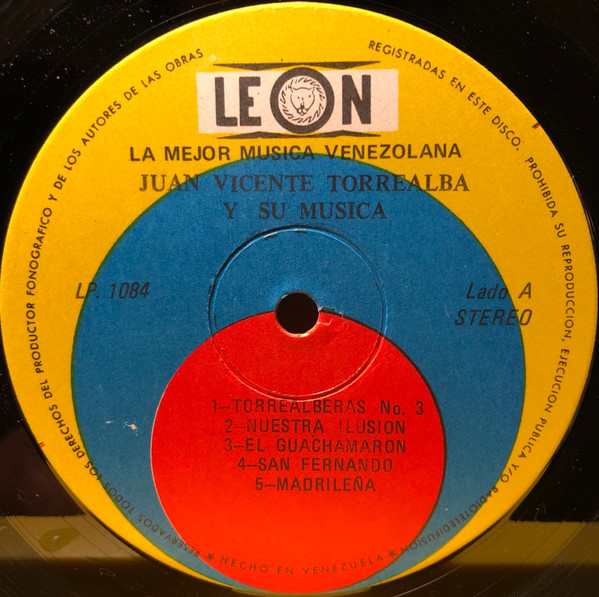 LEON
LA MEJOR MUSICA VENEZOLANA
JUAN VICENTE TORREALBA
Y SU MUSICA
LP. 1084
Lado A
STEREO
1—TORREALBERAS No. 3
2—NUESTRA ILUSION
3—EL GUACHAMARON
4—SAN FERNANDO
5—MADRILEÑA
RESERVADOS TODOS LOS DERECHOS DEL PRODUCTOR FONOGRAFICO Y DE LOS AUTORES DE LAS OBRAS REGISTRADAS EN ESTE DISCO. PROHIBIDA SU REPRODUCCION, EJECUCION PUBLICA Y/O RADIOTELEDIFUSION
★ HECHO EN VENEZUELA ★